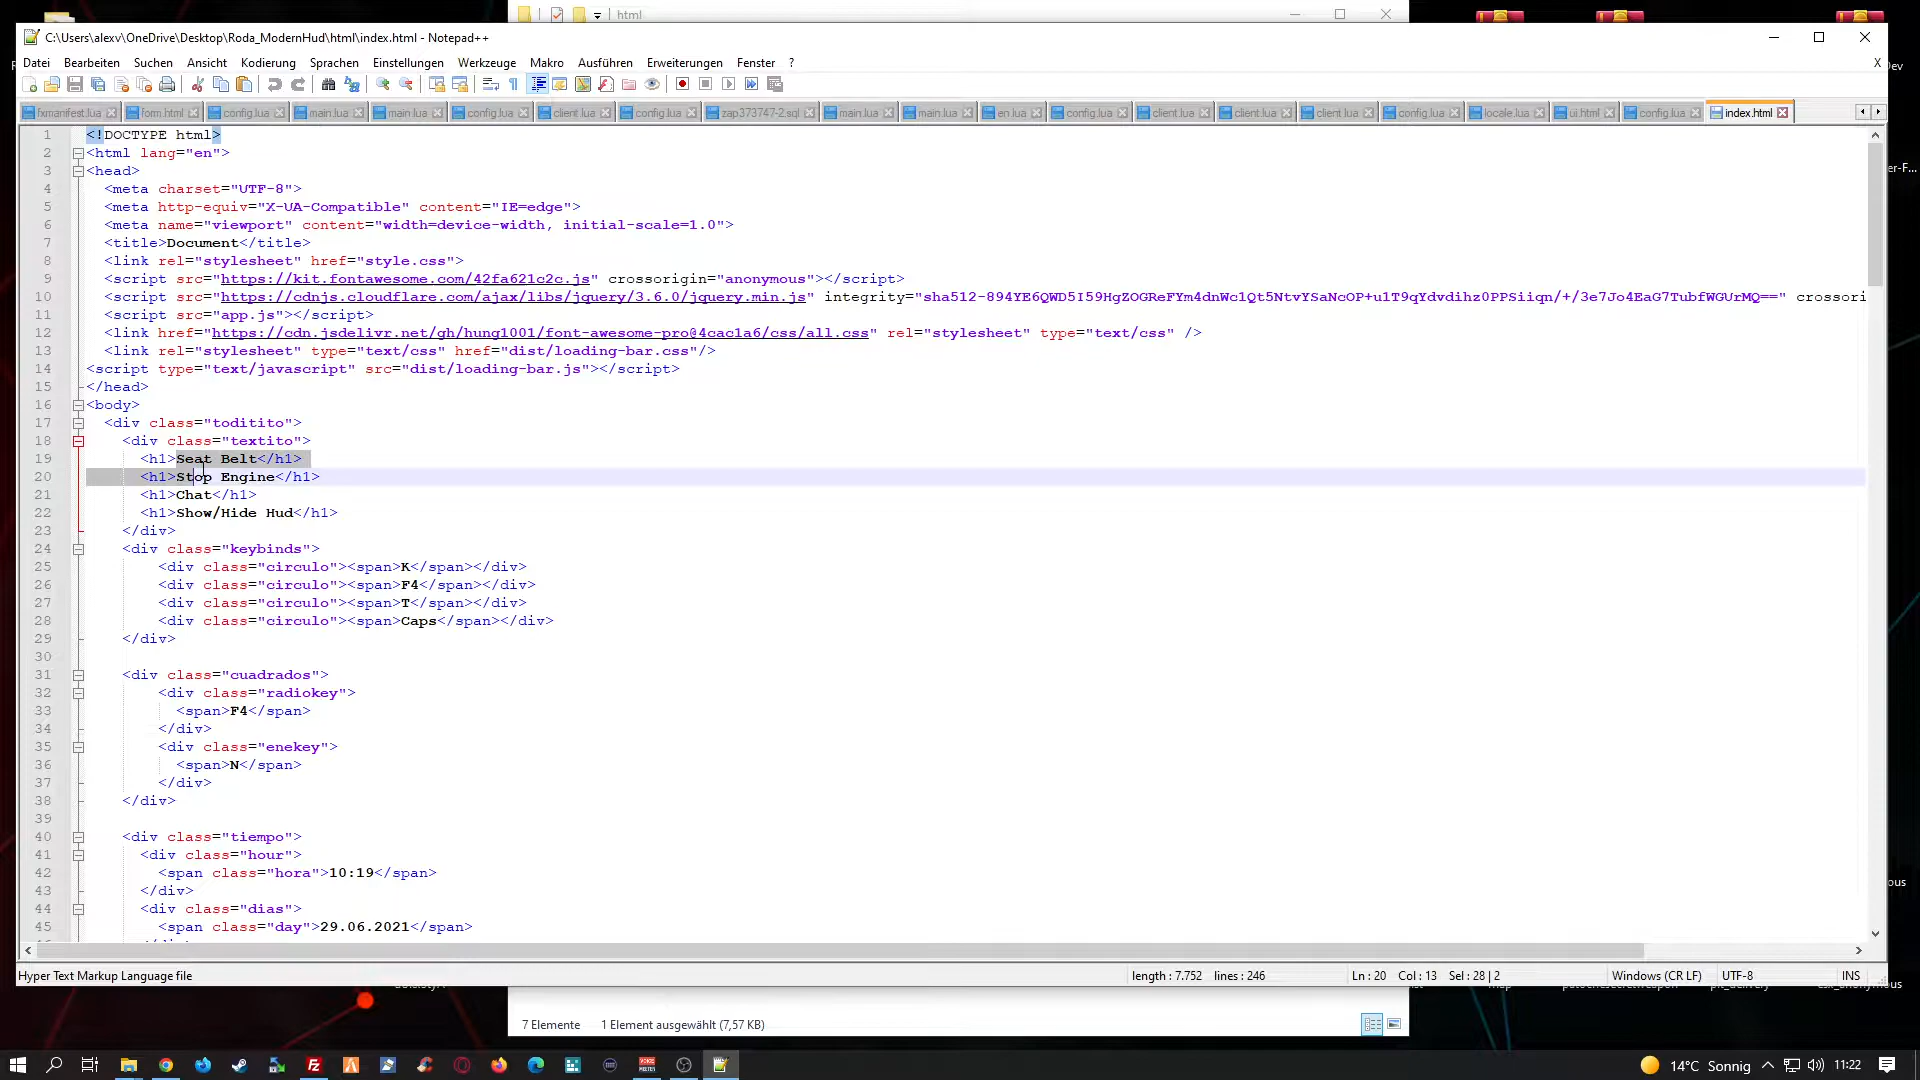 html
C:\Users\alexv\OneDrive\Desktop\Roda_ModernHud\html\index.html - Notepad++
Datei Bearbeiten Suchen Ansicht Kodierung Sprachen Einstellungen Werkzeuge Makro Ausführen Erweiterungen Fenster ? X
fxmanifest.lua form.html config.lua main.lua main.lua config.lua client.lua config.lua zap373747-2.sql main.lua main.lua en.lua config.lua client.lua client.lua client.lua config.lua locale.lua ui.html config.lua index.html
1 <!DOCTYPE html>
2 <html lang="en">
3 <head>
4 <meta charset="UTF-8">
5 <meta http-equiv="X-UA-Compatible" content="IE=edge">
6 <meta name="viewport" content="width=device-width, initial-scale=1.0">
7 <title>Document</title>
8 <link rel="stylesheet" href="style.css">
9 <script src="https://kit.fontawesome.com/42fa621c2c.js" crossorigin="anonymous"></script>
10 <script src="https://cdnjs.cloudflare.com/ajax/libs/jquery/3.6.0/jquery.min.js" integrity="sha512-894YE6QWD5I59HgZOGReFYm4dnWc1Qt5NtvYSaNcOP+u1T9qYdvdihz0PPSiiqn/+/3e7Jo4EaG7TubfWGUrMQ==" crossori
11 <script src="app.js"></script>
12 <link href="https://cdn.jsdelivr.net/gh/hung1001/font-awesome-pro@4cac1a6/css/all.css" rel="stylesheet" type="text/css" />
13 <link rel="stylesheet" type="text/css" href="dist/loading-bar.css"/>
14 <script type="text/javascript" src="dist/loading-bar.js"></script>
15 </head>
16 <body>
17 <div class="toditito">
18 <div class="textito">
19 <h1>Seat Belt</h1>
20 <h1>Stop Engine</h1>
21 <h1>Chat</h1>
22 <h1>Show/Hide Hud</h1>
23 </div>
24 <div class="keybinds">
25 <div class="circulo"><span>K</span></div>
26 <div class="circulo"><span>F4</span></div>
27 <div class="circulo"><span>T</span></div>
28 <div class="circulo"><span>Caps</span></div>
29 </div>
30
31 <div class="cuadrados">
32 <div class="radiokey">
33 <span>F4</span>
34 </div>
35 <div class="enekey">
36 <span>N</span>
37 </div>
38 </div>
39
40 <div class="tiempo">
41 <div class="hour">
42 <span class="hora">10:19</span>
43 </div>
44 <div class="dias">
45 <span class="day">29.06.2021</span>
Hyper Text Markup Language file length : 7.752 lines : 246 Ln : 20 Col : 13 Sel : 28 | 2 Windows (CR LF) UTF-8 INS
7 Elemente 1 Element ausgewählt (7,57 KB)
14°C Sonnig 11:22